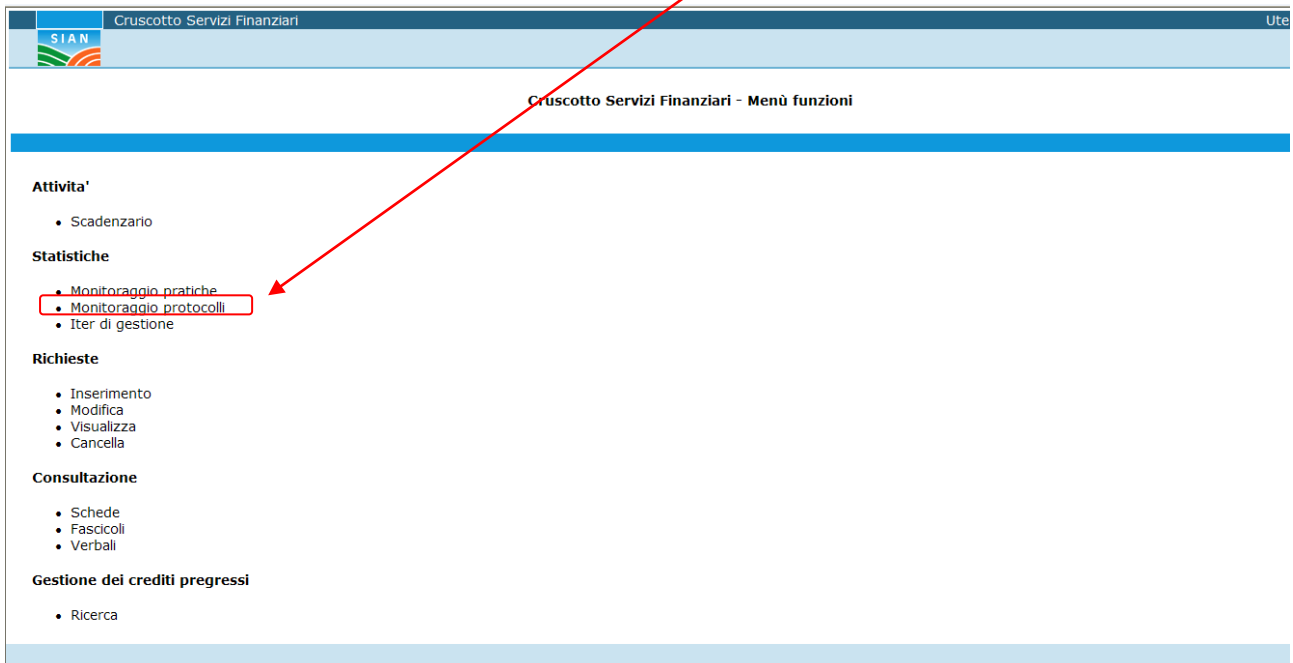 Cruscotto Servizi Finanziari
Ute
SIAN
Cruscotto Servizi Finanziari - Menù funzioni
Attivita'
Scadenzario
Statistiche
Monitoraggio pratiche
Monitoraggio protocolli
Iter di gestione
Richieste
Inserimento
Modifica
Visualizza
Cancella
Consultazione
Schede
Fascicoli
Verbali
Gestione dei crediti pregressi
Ricerca